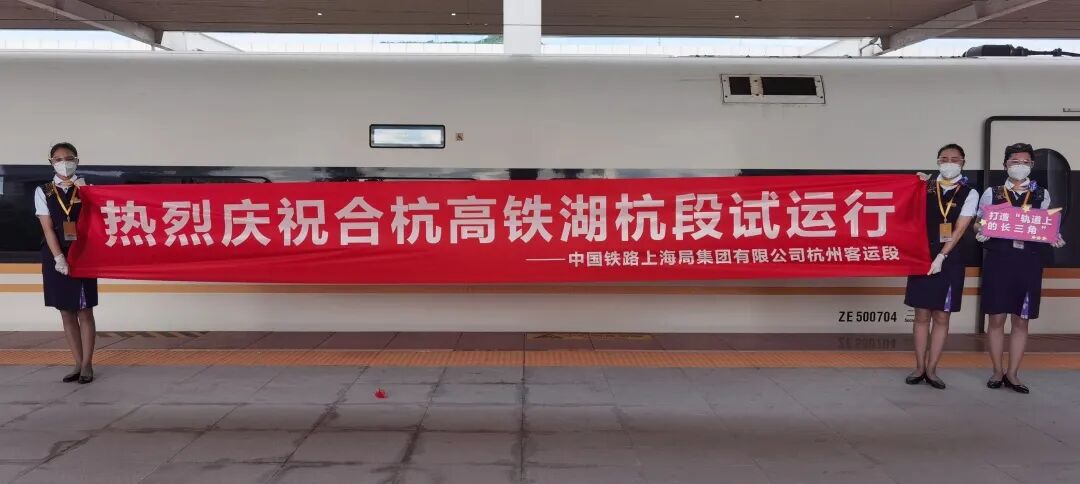 热烈庆祝合杭高铁湖杭段试运行
——中国铁路上海局集团有限公司杭州客运段
打造“轨道上
的长三角”
ZE 500704